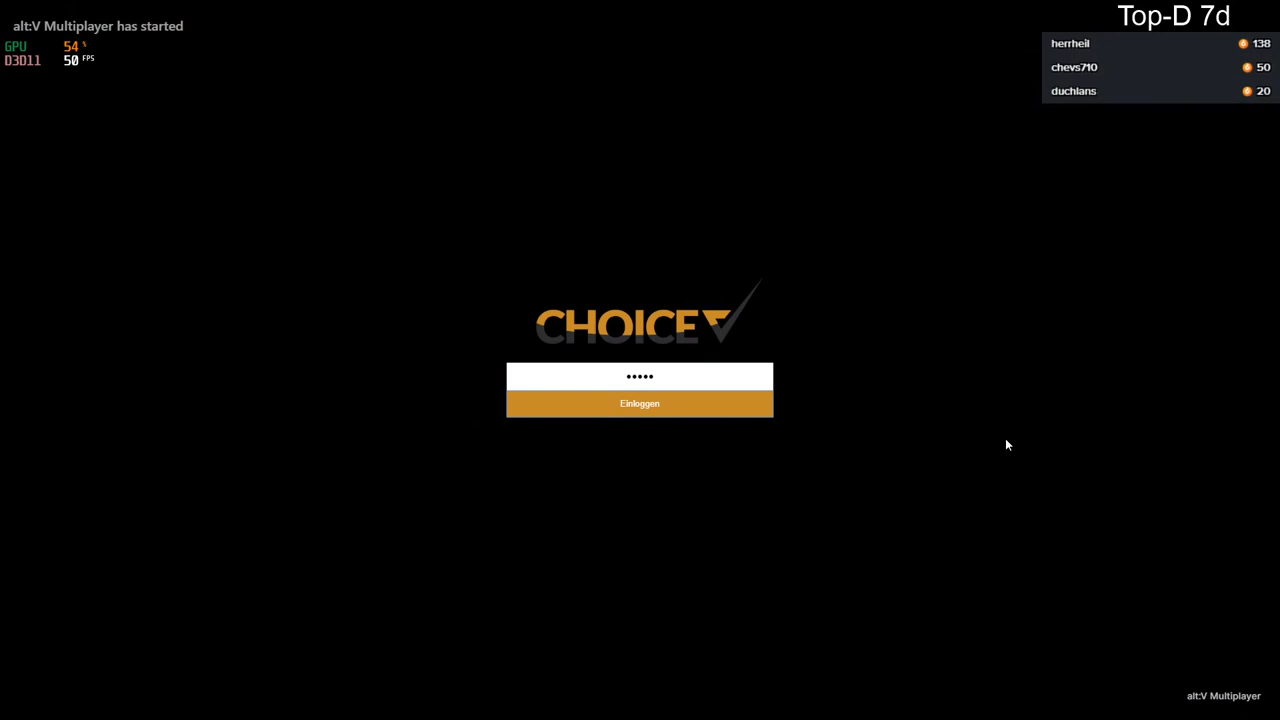 alt:V Multiplayer has started
GPU 54 %
D3D11 50 FPS
Top-D 7d
herrheil 138
chevs710 50
duchlans 20
CHOICEV
•••••
Einloggen
alt:V Multiplayer